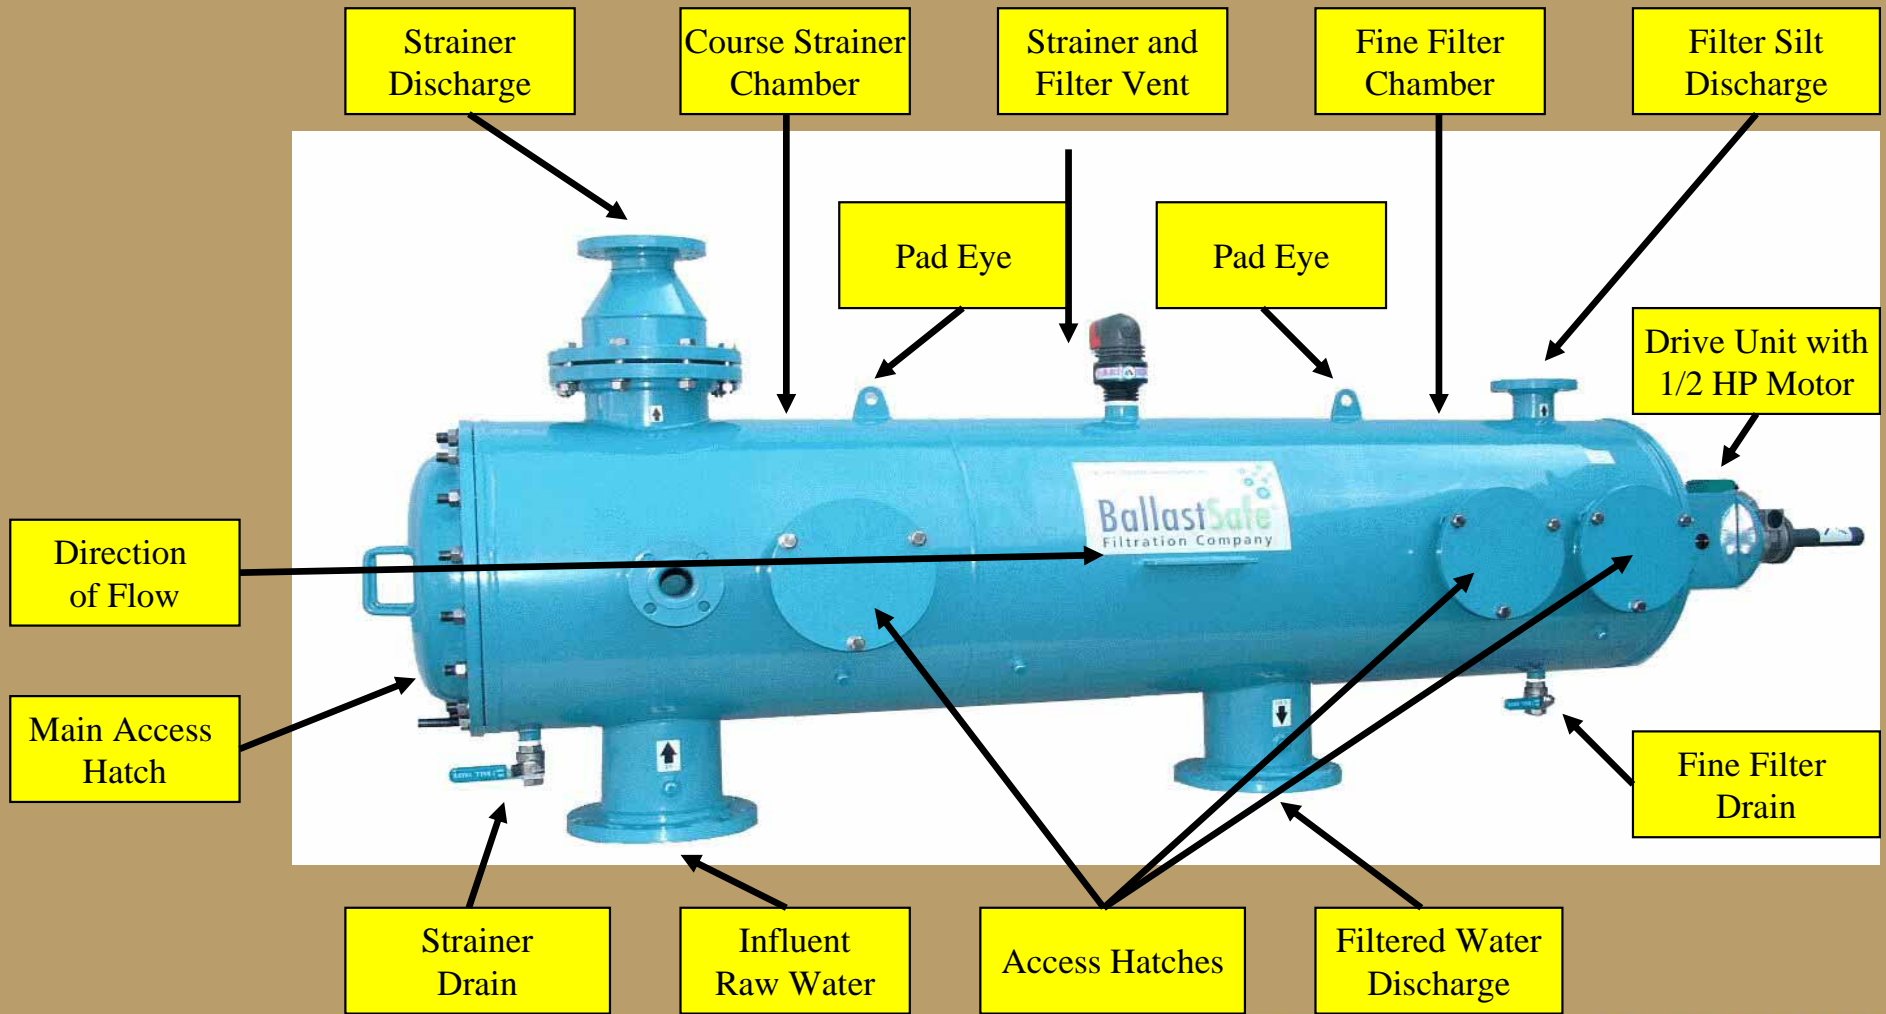 Strainer
Discharge
Course Strainer
Chamber
Strainer and
Filter Vent
Fine Filter
Chamber
Filter Silt
Discharge
Pad Eye
Pad Eye
Drive Unit with
1/2 HP Motor
BallastSafe
Filtration Company
Direction
of Flow
Main Access
Hatch
Fine Filter
Drain
Strainer
Drain
Influent
Raw Water
Access Hatches
Filtered Water
Discharge